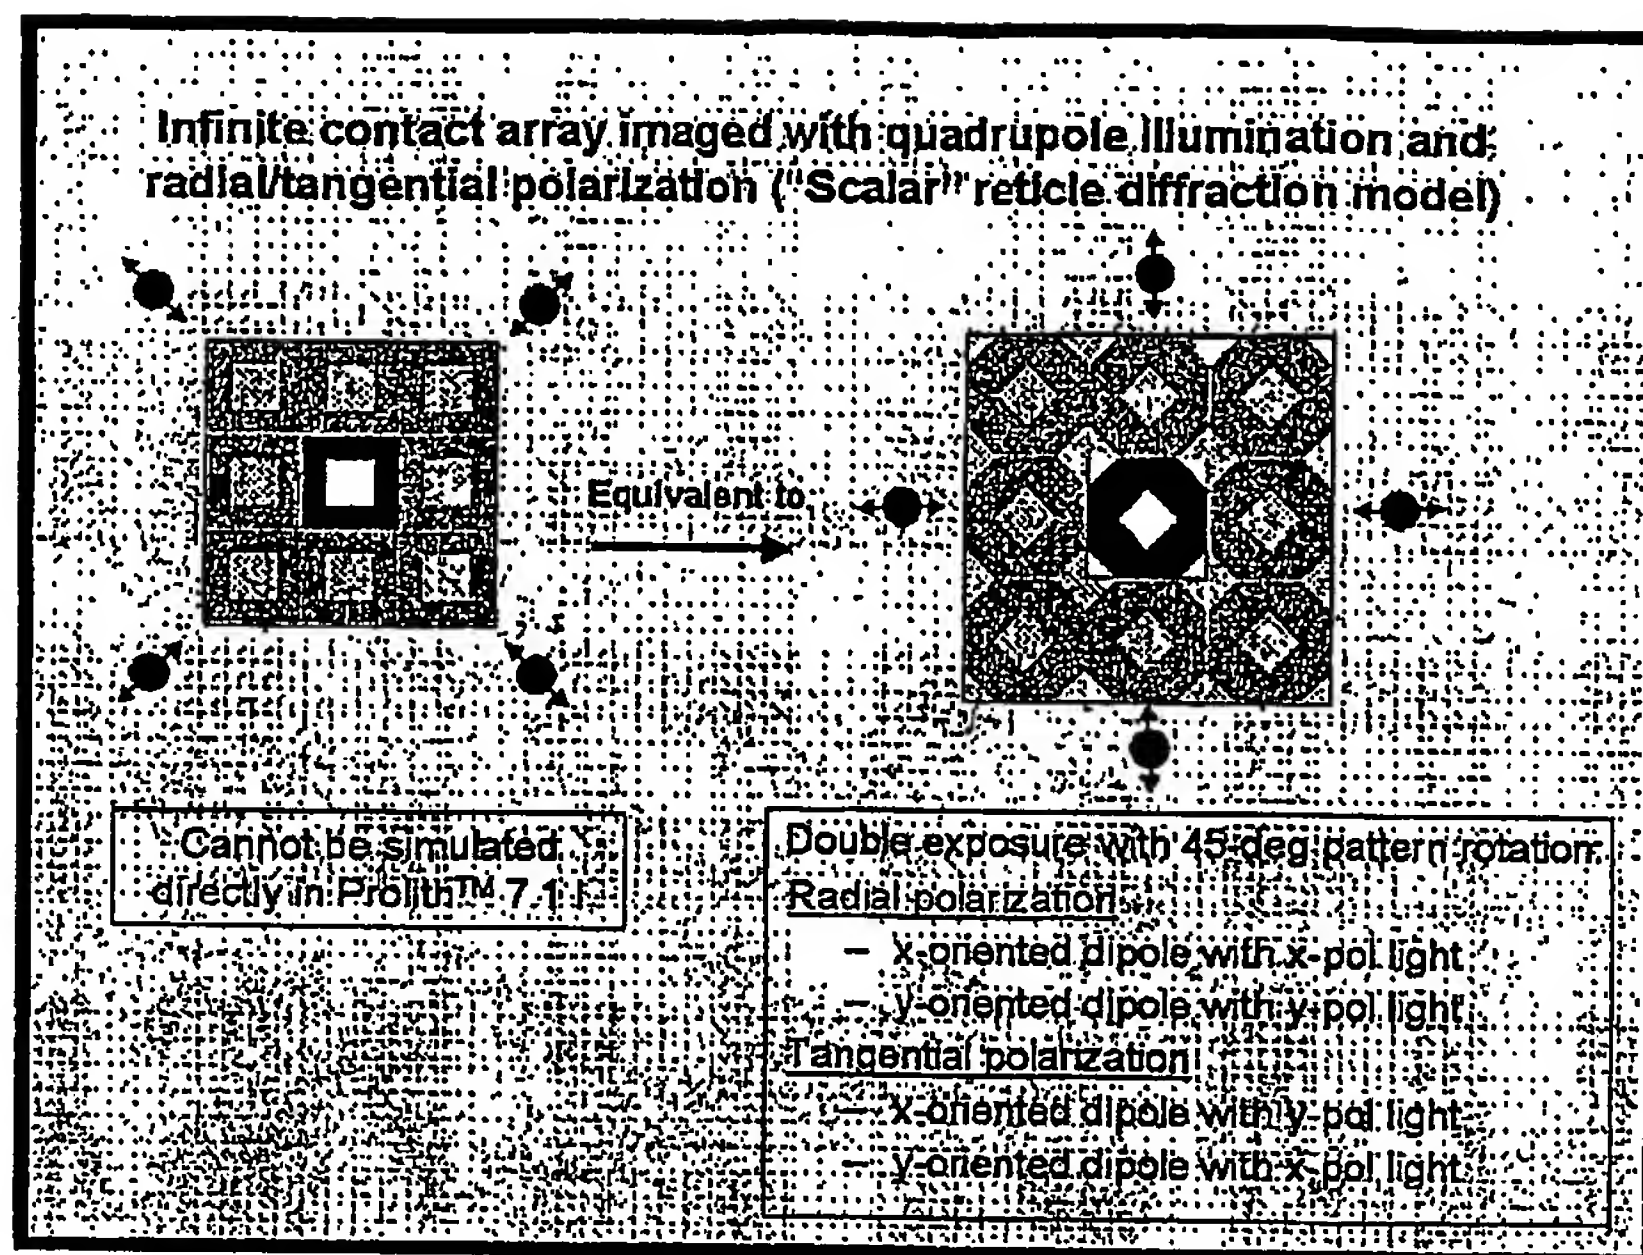 Infinite contact array imaged with quadrupole illumination and
radial/tangential polarization ("Scalar" reticle diffraction model)
Equivalent to
Cannot be simulated
directly in Prolith™ 7.1
Double exposure with 45-deg pattern rotation
Radial polarization
– x-oriented dipole with x-pol light
– y-oriented dipole with y-pol light
Tangential polarization
– x-oriented dipole with y-pol light
– y-oriented dipole with x-pol light